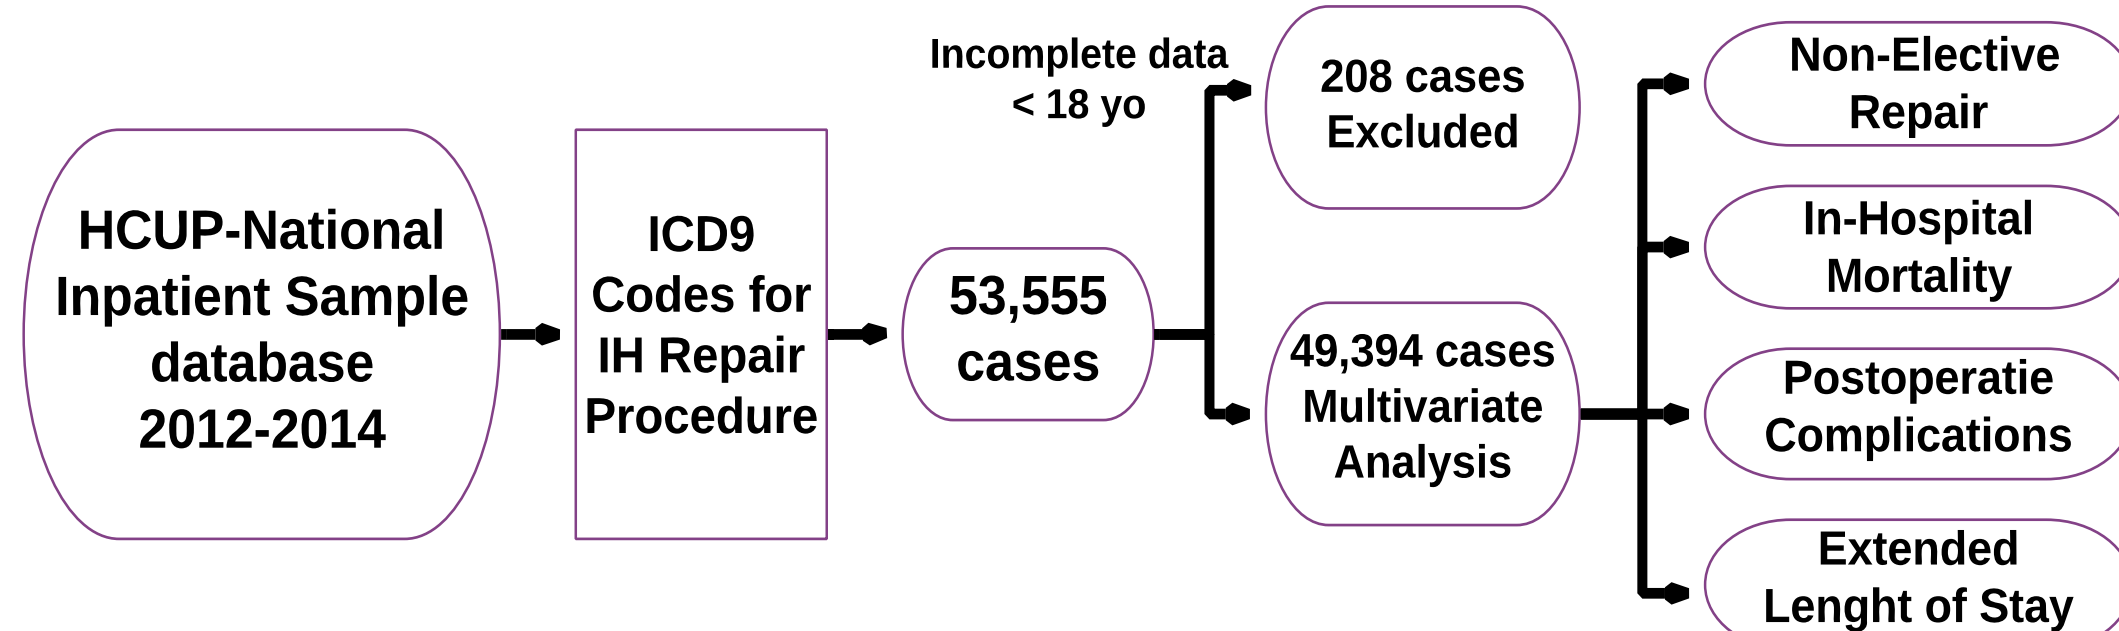 HCUP-National
Inpatient Sample
database
2012-2014
ICD9
Codes for
IH Repair
Procedure
53,555
cases
Incomplete data
< 18 yo
208 cases
Excluded
49,394 cases
Multivariate
Analysis
Non-Elective
Repair
In-Hospital
Mortality
Postoperatie
Complications
Extended
Lenght of Stay